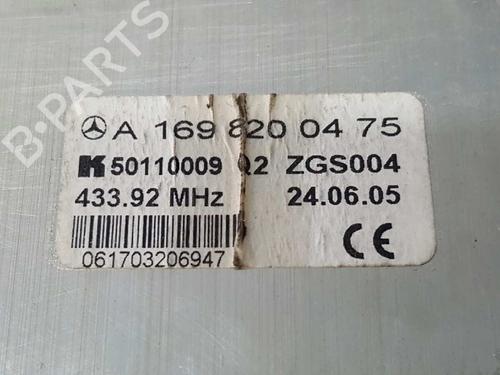 B-PARTS
A 169 820 04 75
K 50110009 Q2 ZGS004
433.92 MHz 24.06.05
061703206947 CE